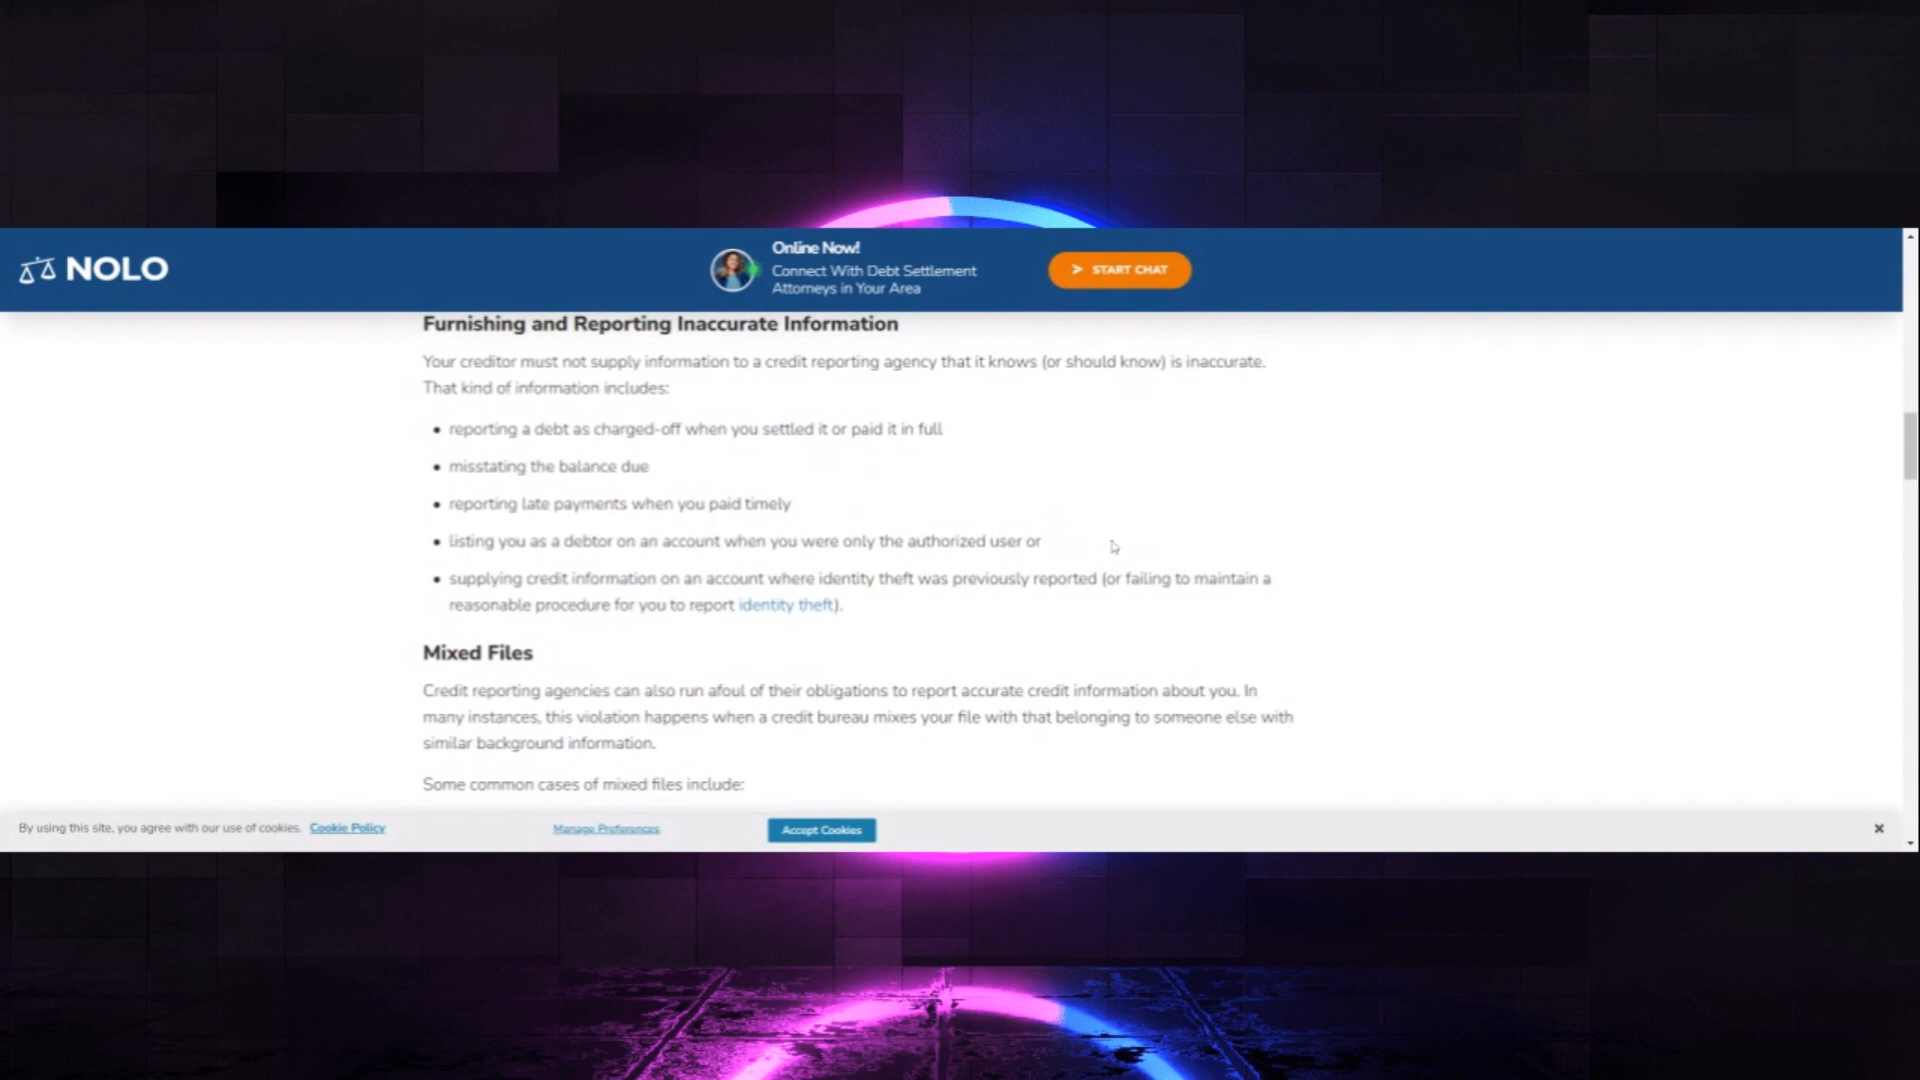 NOLO
Online Now!
Connect With Debt Settlement
Attorneys in Your Area
> START CHAT
Furnishing and Reporting Inaccurate Information
Your creditor must not supply information to a credit reporting agency that it knows (or should know) is inaccurate.
That kind of information includes:
• reporting a debt as charged-off when you settled it or paid it in full
• misstating the balance due
• reporting late payments when you paid timely
• listing you as a debtor on an account when you were only the authorized user or
• supplying credit information on an account where identity theft was previously reported (or failing to maintain a
reasonable procedure for you to report identity theft).
Mixed Files
Credit reporting agencies can also run afoul of their obligations to report accurate credit information about you. In
many instances, this violation happens when a credit bureau mixes your file with that belonging to someone else with
similar background information.
Some common cases of mixed files include:
By using this site, you agree with our use of cookies. Cookie Policy
Manage Preferences
Accept Cookies